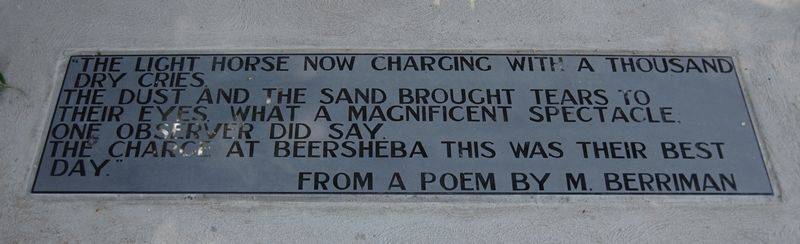 "THE LIGHT HORSE NOW CHARGING WITH A THOUSAND
DRY CRIES
THE DUST AND THE SAND BROUGHT TEARS TO
THEIR EYES. WHAT A MAGNIFICENT SPECTACLE.
ONE OBSERVER DID SAY.
THE CHARGE AT BEERSHEBA THIS WAS THEIR BEST
DAY."
FROM A POEM BY M. BERRIMAN